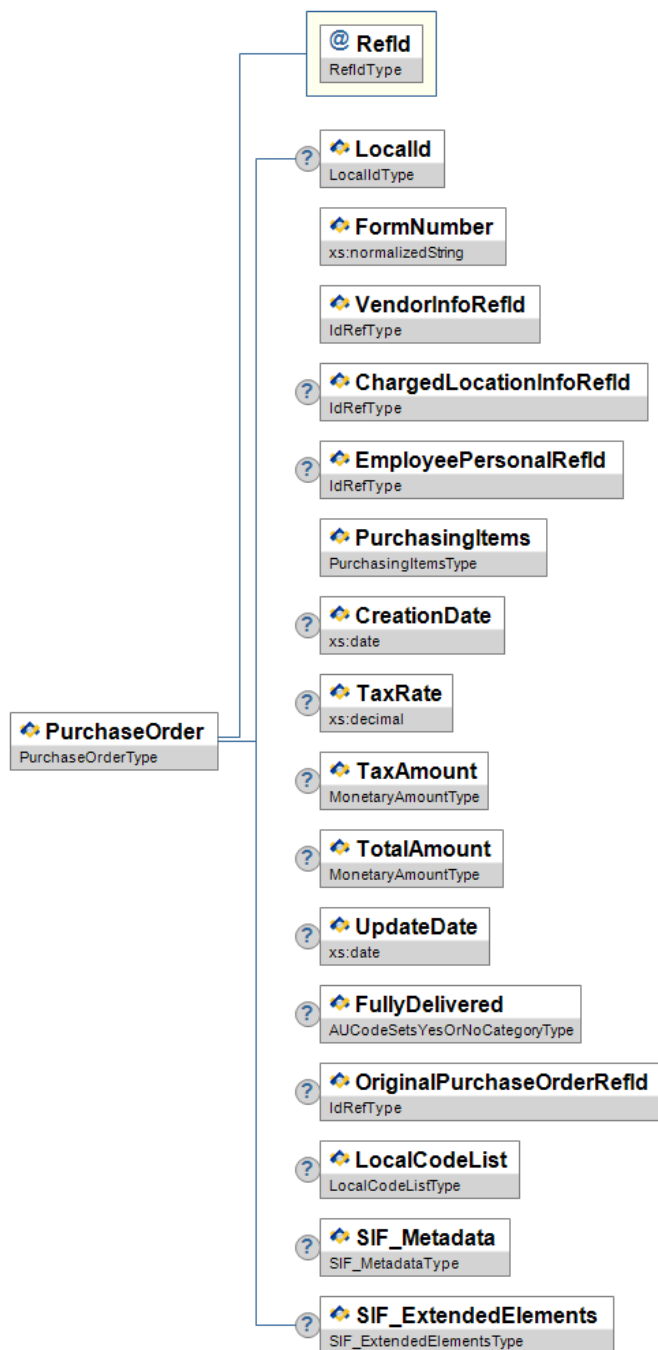 @ RefId
RefIdType
? LocalId
LocalIdType
FormNumber
xs:normalizedString
VendorInfoRefId
IdRefType
? ChargedLocationInfoRefId
IdRefType
? EmployeePersonalRefId
IdRefType
PurchasingItems
PurchasingItemsType
? CreationDate
xs:date
? TaxRate
xs:decimal
PurchaseOrder
PurchaseOrderType
? TaxAmount
MonetaryAmountType
? TotalAmount
MonetaryAmountType
? UpdateDate
xs:date
? FullyDelivered
AUCodeSetsYesOrNoCategoryType
? OriginalPurchaseOrderRefId
IdRefType
? LocalCodeList
LocalCodeListType
? SIF_Metadata
SIF_MetadataType
? SIF_ExtendedElements
SIF_ExtendedElementsType